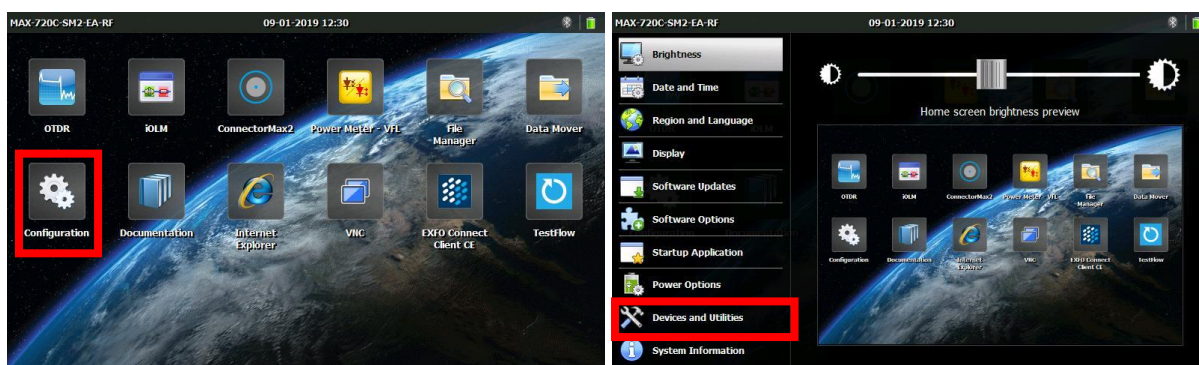 MAX-720C-SM2-EA-RF 09-01-2019 12:30
OTDR iOLM ConnectorMax2 Power Meter - VFL File Manager Data Mover
Configuration Documentation Internet Explorer VNC EXFO Connect Client CE TestFlow
MAX-720C-SM2-EA-RF 09-01-2019 12:30
Brightness
Date and Time
Region and Language
Display
Software Updates
Software Options
Startup Application
Power Options
Devices and Utilities
System Information
Home screen brightness preview
OTDR iOLM ConnectorMax2 Power Meter - VFL File Manager Data Mover
Configuration Documentation Internet Explorer VNC EXFO Connect Client CE TestFlow